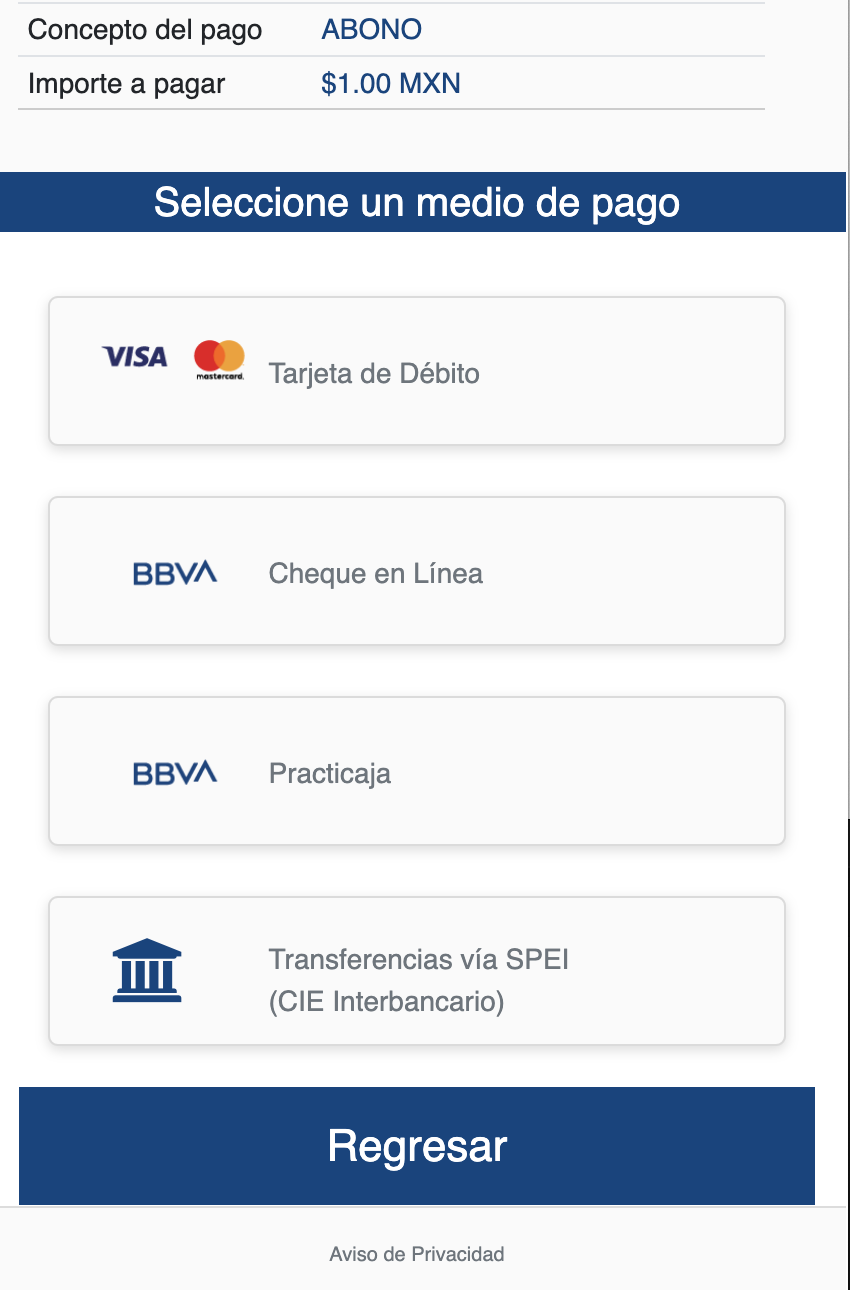 Concepto del pago ABONO
Importe a pagar $1.00 MXN
Seleccione un medio de pago
VISA mastercard. Tarjeta de Débito
BBVA Cheque en Línea
BBVA Practicaja
Transferencias vía SPEI
(CIE Interbancario)
Regresar
Aviso de Privacidad